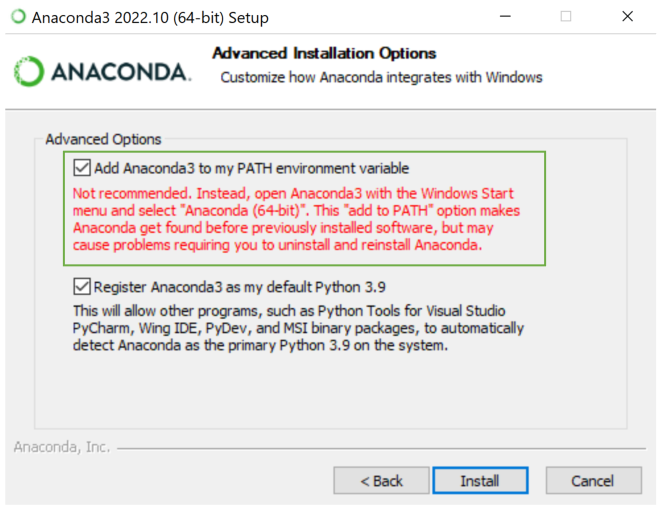 Anaconda3 2022.10 (64-bit) Setup
Advanced Installation Options
ANACONDA.
Customize how Anaconda integrates with Windows
Advanced Options
Add Anaconda3 to my PATH environment variable
Not recommended. Instead, open Anaconda3 with the Windows Start
menu and select "Anaconda (64-bit)". This "add to PATH" option makes
Anaconda get found before previously installed software, but may
cause problems requiring you to uninstall and reinstall Anaconda.
Register Anaconda3 as my default Python 3.9
This will allow other programs, such as Python Tools for Visual Studio
PyCharm, Wing IDE, PyDev, and MSI binary packages, to automatically
detect Anaconda as the primary Python 3.9 on the system.
Anaconda, Inc.
< Back
Install
Cancel